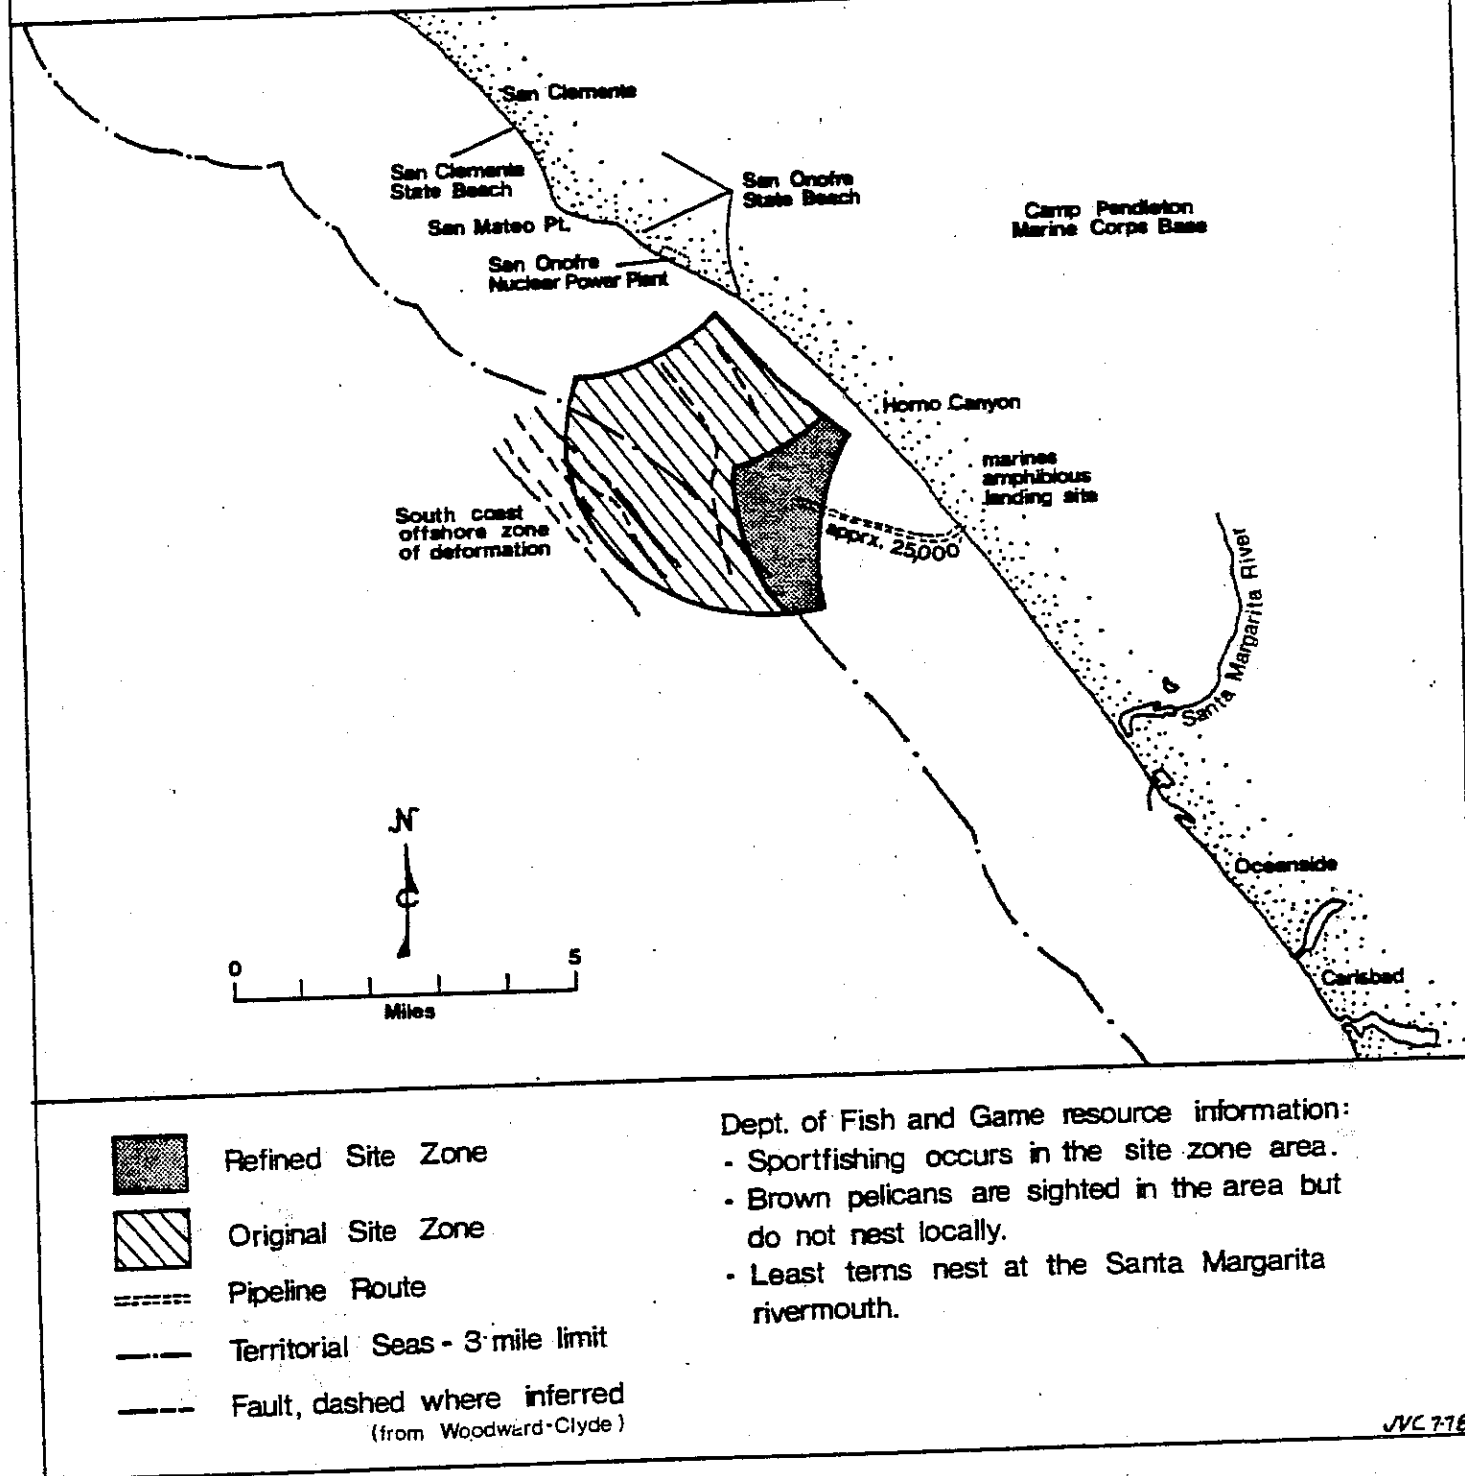 San Clemente
San Clemente
State Beach
San Onofre
State Beach
Camp Pendleton
Marine Corps Base
San Mateo Pt.
San Onofre
Nuclear Power Plant
Horno Canyon
marines
amphibious
landing site
South coast
offshore zone
of deformation
apprx. 25,000
Santa Margarita River
N
Oceanside
Carlsbad
0 5
Miles
Refined Site Zone
Original Site Zone
Pipeline Route
Territorial Seas - 3 mile limit
Fault, dashed where inferred
(from Woodward-Clyde)
Dept. of Fish and Game resource information:
- Sportfishing occurs in the site zone area.
- Brown pelicans are sighted in the area but
do not nest locally.
- Least terns nest at the Santa Margarita
rivermouth.
JVC 7-78